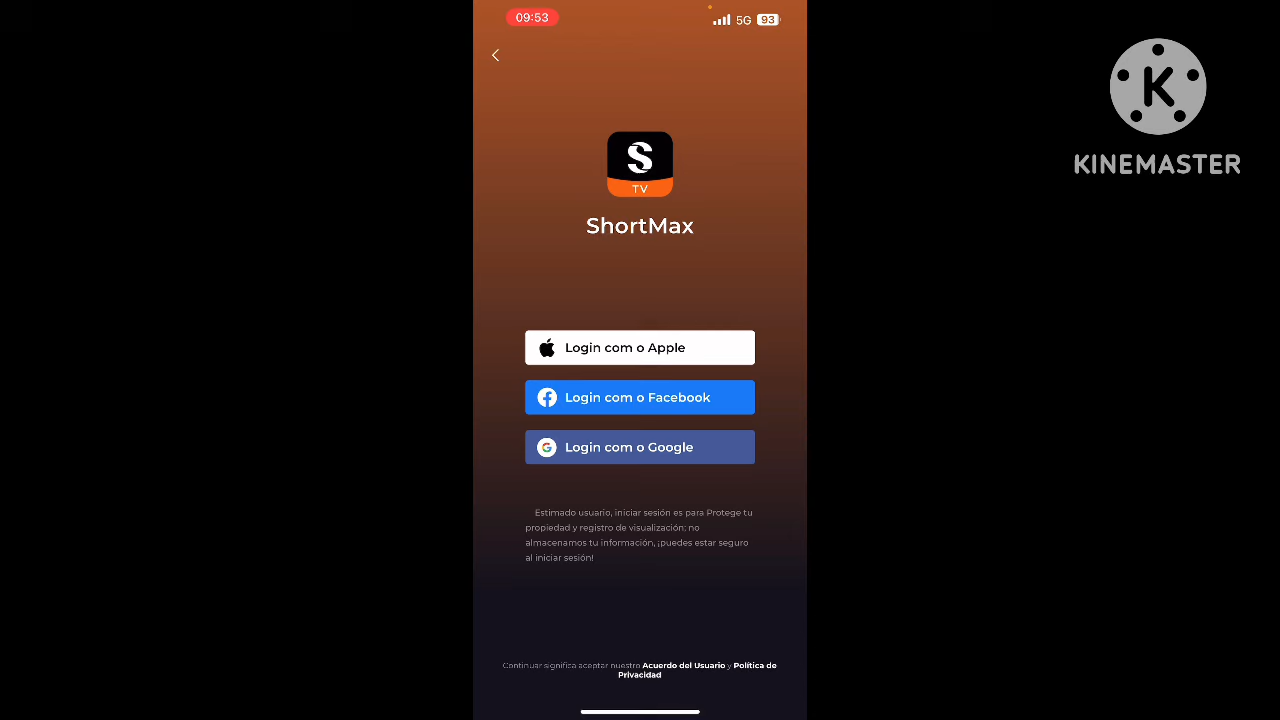 09:53
5G 93
S
TV
ShortMax
Login com o Apple
Login com o Facebook
Login com o Google
Estimado usuario, iniciar sesión es para Protege tu
propiedad y registro de visualización; no
almacenamos tu información, ¡puedes estar seguro
al iniciar sesión!
Continuar significa aceptar nuestro Acuerdo del Usuario y Política de
Privacidad
K
KINEMASTER